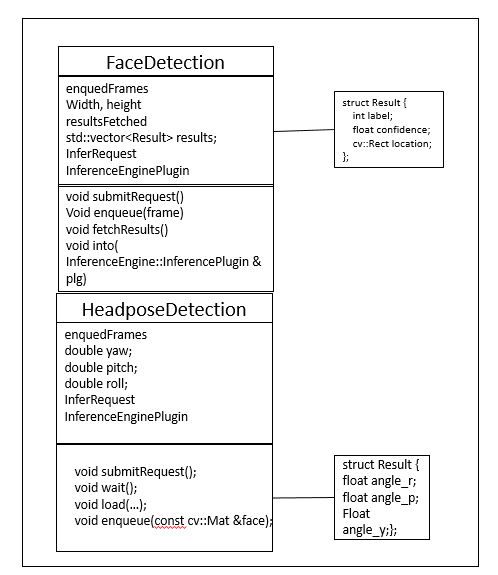 FaceDetection
enquedFrames
Width, height
resultsFetched
std::vector<Result> results;
InferRequest
InferenceEnginePlugin
void submitRequest()
Void enqueue(frame)
void fetchResults()
void into(
InferenceEngine::InferencePlugin &
plg)
struct Result {
int label;
float confidence;
cv::Rect location;
};
HeadposeDetection
enquedFrames
double yaw;
double pitch;
double roll;
InferRequest
InferenceEnginePlugin
void submitRequest();
void wait();
void load(...);
void enqueue(const cv::Mat &face);
struct Result {
float angle_r;
float angle_p;
Float
angle_y;};